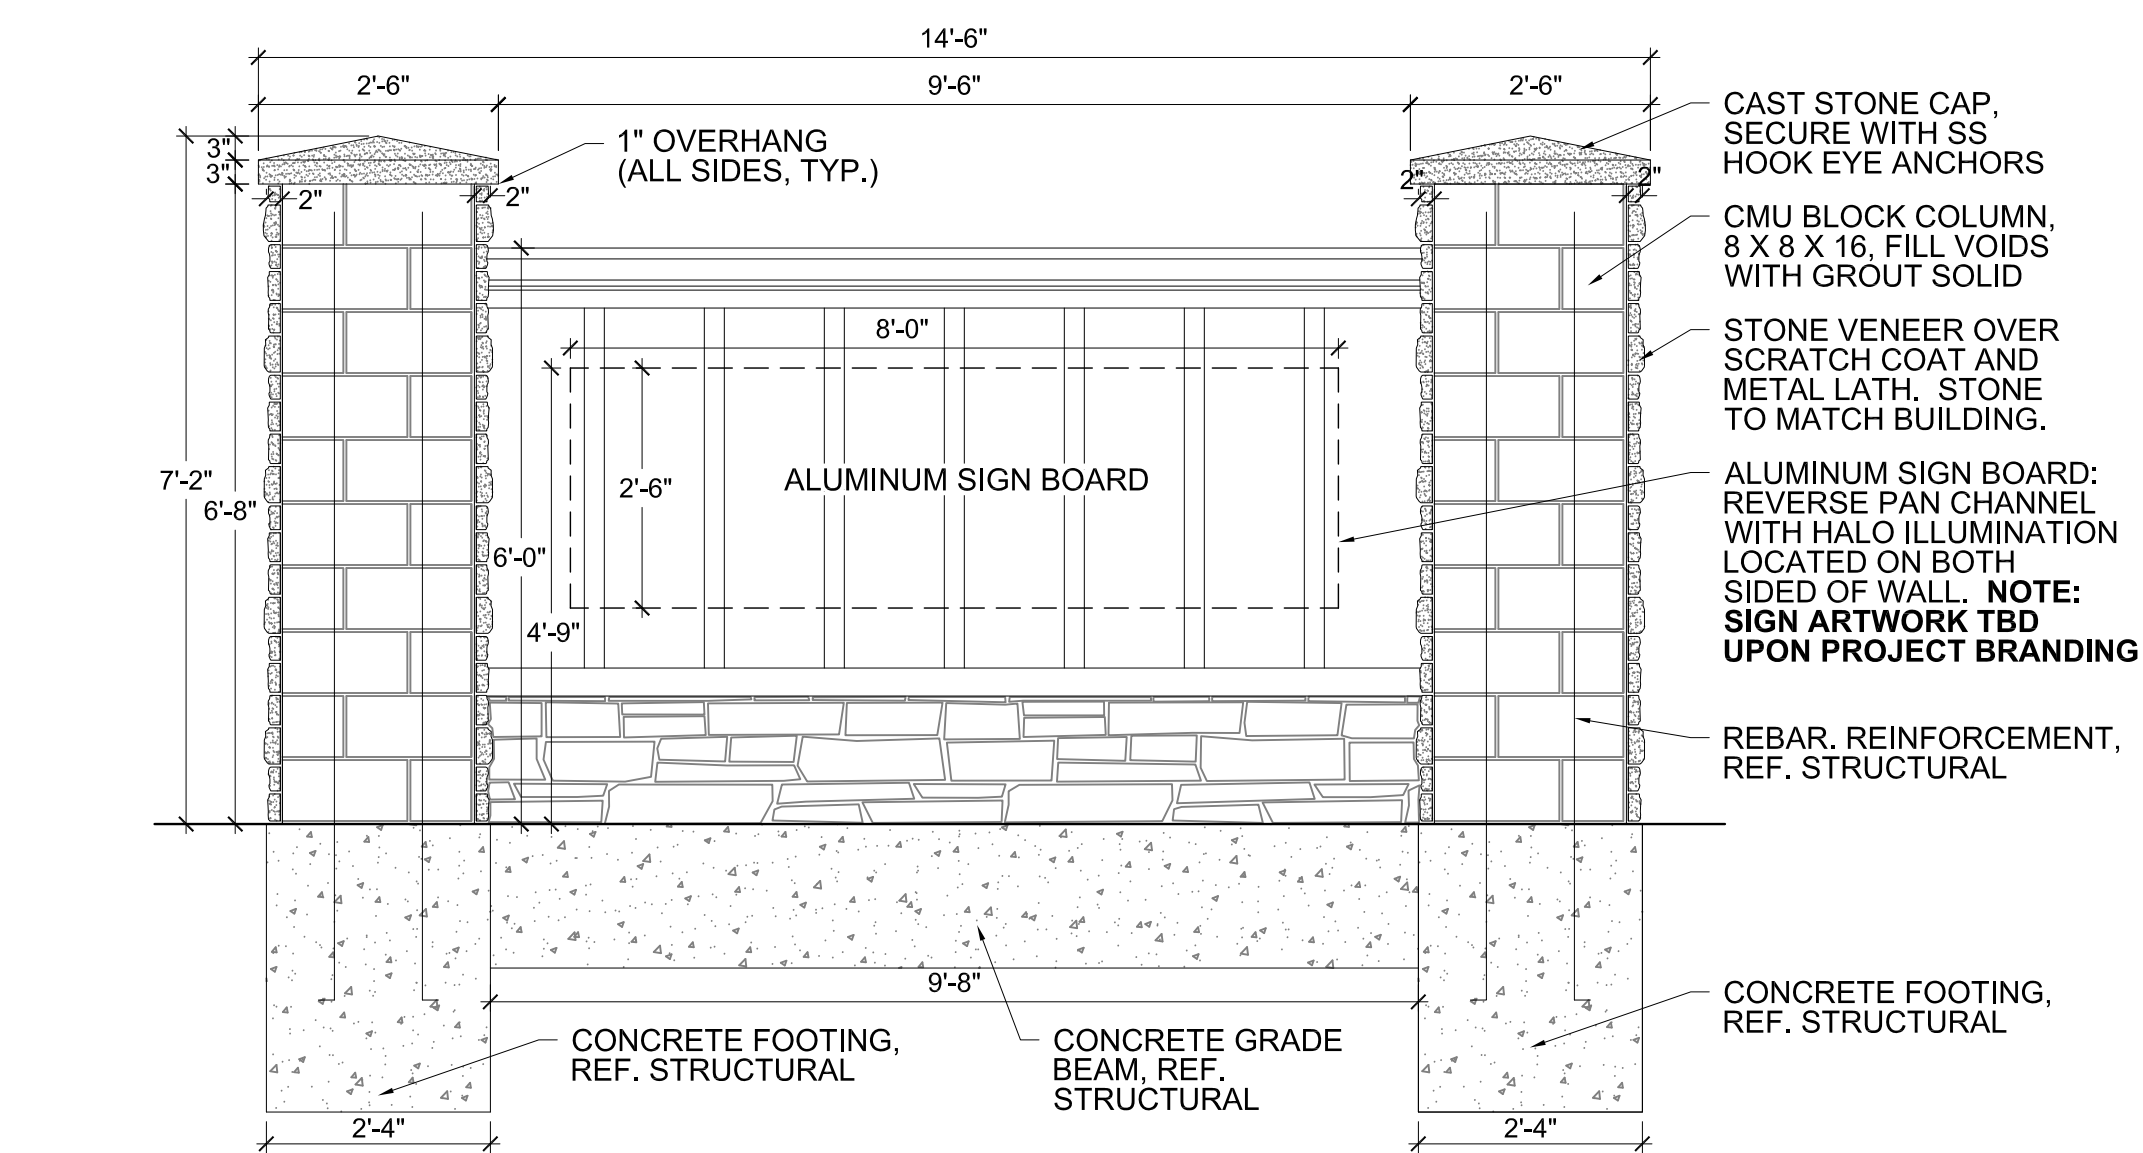 14'-6"
2'-6"
9'-6"
2'-6"
1" OVERHANG
(ALL SIDES, TYP.)
3"
3"
2"
2"
2"
2"
CAST STONE CAP,
SECURE WITH SS
HOOK EYE ANCHORS
CMU BLOCK COLUMN,
8 X 8 X 16, FILL VOIDS
WITH GROUT SOLID
STONE VENEER OVER
SCRATCH COAT AND
METAL LATH. STONE
TO MATCH BUILDING.
8'-0"
7'-2"
6'-8"
2'-6"
ALUMINUM SIGN BOARD
6'-0"
4'-9"
ALUMINUM SIGN BOARD:
REVERSE PAN CHANNEL
WITH HALO ILLUMINATION
LOCATED ON BOTH
SIDED OF WALL. NOTE:
SIGN ARTWORK TBD
UPON PROJECT BRANDING
REBAR. REINFORCEMENT,
REF. STRUCTURAL
9'-8"
CONCRETE FOOTING,
REF. STRUCTURAL
CONCRETE GRADE
BEAM, REF.
STRUCTURAL
CONCRETE FOOTING,
REF. STRUCTURAL
2'-4"
2'-4"